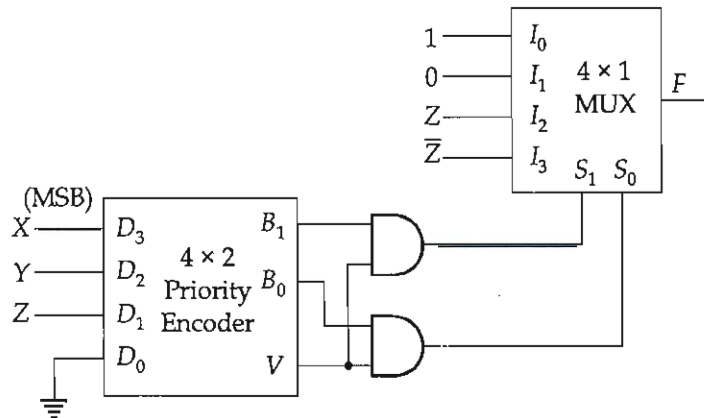 1 I₀
0 I₁ 4 × 1
Z I₂ MUX F
Z̅ I₃
S₁ S₀
(MSB)
X D₃ B₁
Y D₂ 4 × 2
Z D₁ Priority B₀
Encoder
D₀ V